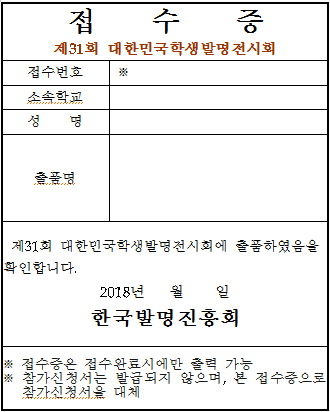 접 수 증
제31회 대한민국학생발명전시회
접수번호 ※
소속학교
성 명
출품명
제31회 대한민국학생발명전시회에 출품하였음을
확인합니다.
2018년 월 일
한국발명진흥회
※ 접수증은 접수완료시에만 출력 가능
※ 참가신청서는 발급되지 않으며, 본 접수증으로
참가신청서을 대체